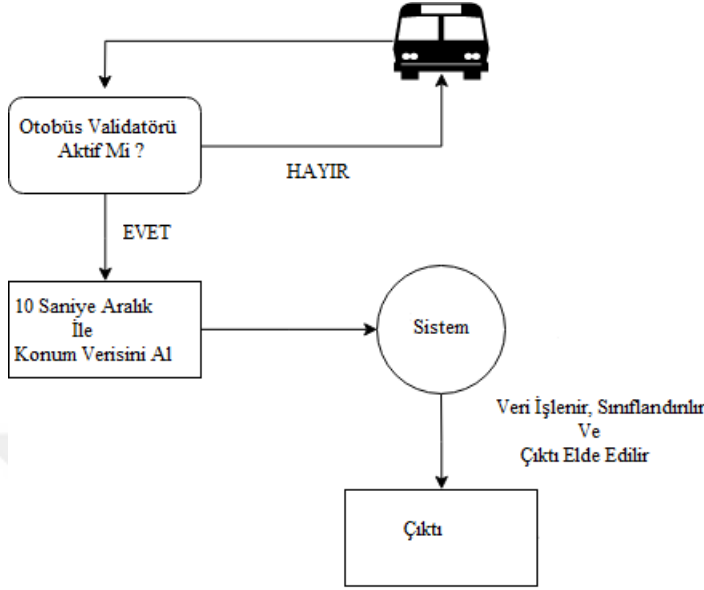 Otobüs Validatörü
Aktif Mi ?
HAYIR
EVET
10 Saniye Aralık
İle
Konum Verisini Al
Sistem
Veri İşlenir, Sınıflandırılır
Ve
Çıktı Elde Edilir
Çıktı